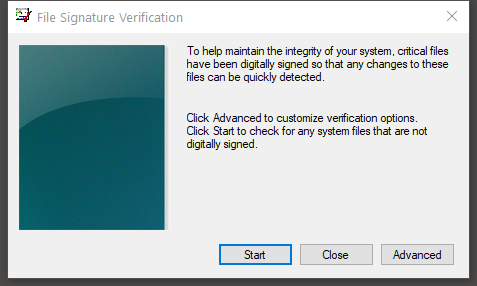 File Signature Verification
To help maintain the integrity of your system, critical files
have been digitally signed so that any changes to these
files can be quickly detected.
Click Advanced to customize verification options.
Click Start to check for any system files that are not
digitally signed.
Start
Close
Advanced